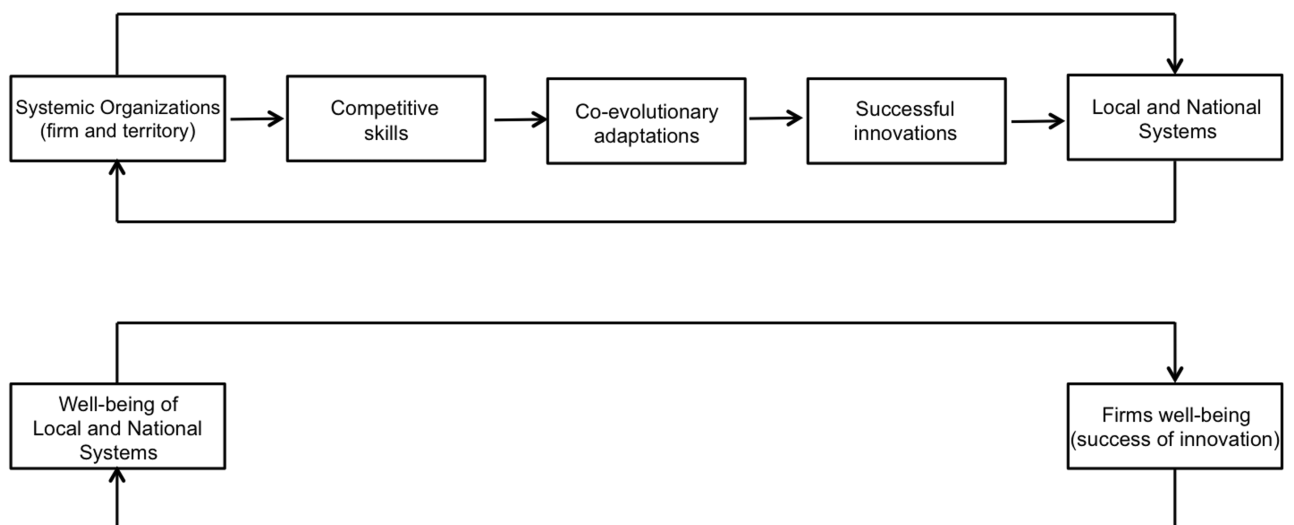 Systemic Organizations
(firm and territory)
Competitive
skills
Co-evolutionary
adaptations
Successful
innovations
Local and National
Systems
Well-being of
Local and National
Systems
Firms well-being
(success of innovation)